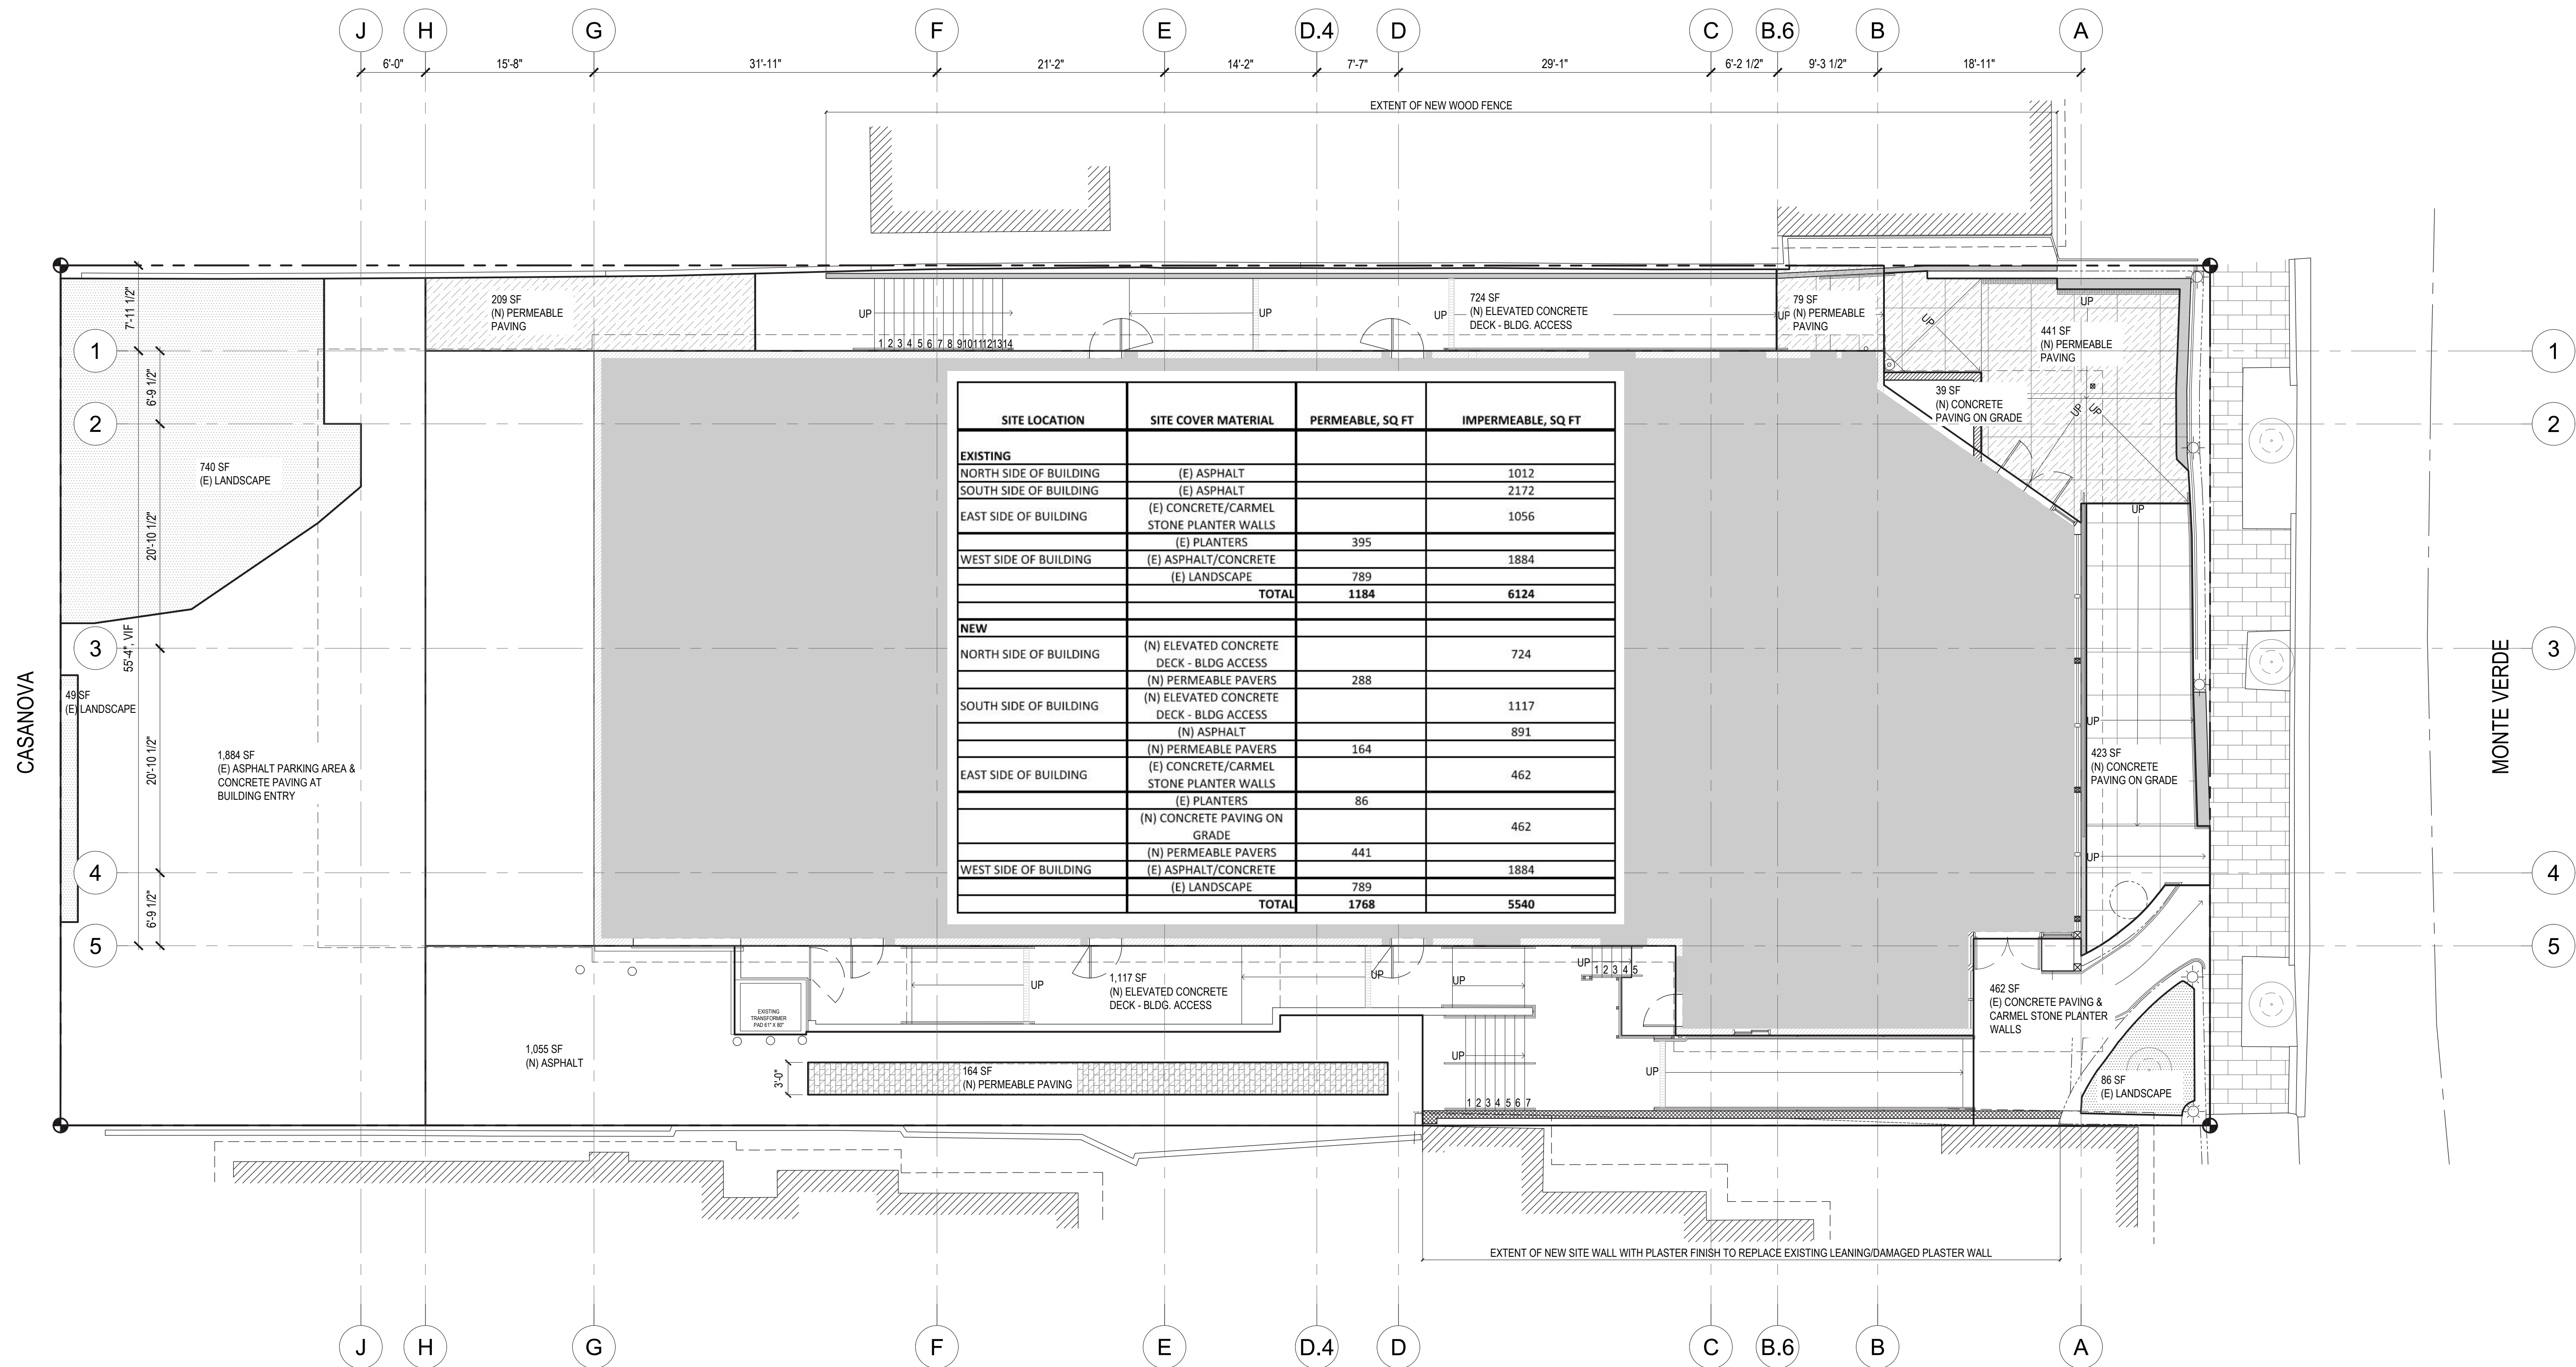 J H G F E D.4 D C B.6 B A
6'-0" 15'-8" 31'-11" 21'-2" 14'-2" 7'-7" 29'-1" 6'-2 1/2" 9'-3 1/2" 18'-11"
EXTENT OF NEW WOOD FENCE
7'-11 1/2"
209 SF
(N) PERMEABLE
PAVING
UP
1 2 3 4 5 6 7 8 9 10 11 12 13 14
UP
UP
724 SF
(N) ELEVATED CONCRETE
DECK - BLDG. ACCESS
UP
79 SF
(N) PERMEABLE
PAVING
UP
UP
441 SF
(N) PERMEABLE
PAVING
1
1
6'-9 1/2"
39 SF
(N) CONCRETE
PAVING ON GRADE
UP
UP
2
2
740 SF
(E) LANDSCAPE
20'-10 1/2"
55'-4", VIF
3
3
CASANOVA
MONTE VERDE
49 SF
(E) LANDSCAPE
1,884 SF
(E) ASPHALT PARKING AREA &
CONCRETE PAVING AT
BUILDING ENTRY
20'-10 1/2"
4
4
6'-9 1/2"
5
5
SITE LOCATION SITE COVER MATERIAL PERMEABLE, SQ FT IMPERMEABLE, SQ FT
EXISTING
NORTH SIDE OF BUILDING (E) ASPHALT 1012
SOUTH SIDE OF BUILDING (E) ASPHALT 2172
EAST SIDE OF BUILDING (E) CONCRETE/CARMEL
STONE PLANTER WALLS 1056
(E) PLANTERS 395
WEST SIDE OF BUILDING (E) ASPHALT/CONCRETE 1884
(E) LANDSCAPE 789
TOTAL 1184 6124
NEW
NORTH SIDE OF BUILDING (N) ELEVATED CONCRETE
DECK - BLDG ACCESS 724
(N) PERMEABLE PAVERS 288
SOUTH SIDE OF BUILDING (N) ELEVATED CONCRETE
DECK - BLDG ACCESS 1117
(N) ASPHALT 891
(N) PERMEABLE PAVERS 164
EAST SIDE OF BUILDING (E) CONCRETE/CARMEL
STONE PLANTER WALLS 462
(E) PLANTERS 86
(N) CONCRETE PAVING ON
GRADE 462
(N) PERMEABLE PAVERS 441
WEST SIDE OF BUILDING (E) ASPHALT/CONCRETE 1884
(E) LANDSCAPE 789
TOTAL 1768 5540
UP
UP
423 SF
(N) CONCRETE
PAVING ON GRADE
UP
UP
1,117 SF
(N) ELEVATED CONCRETE
DECK - BLDG. ACCESS
UP
UP
UP
1 2 3 4 5
EXISTING
TRANSFORMER
PAD 61" X 80"
462 SF
(E) CONCRETE PAVING &
CARMEL STONE PLANTER
WALLS
1,055 SF
(N) ASPHALT
3'-0"
164 SF
(N) PERMEABLE PAVING
UP
1 2 3 4 5 6 7
UP
86 SF
(E) LANDSCAPE
EXTENT OF NEW SITE WALL WITH PLASTER FINISH TO REPLACE EXISTING LEANING/DAMAGED PLASTER WALL
J H G F E D.4 D C B.6 B A